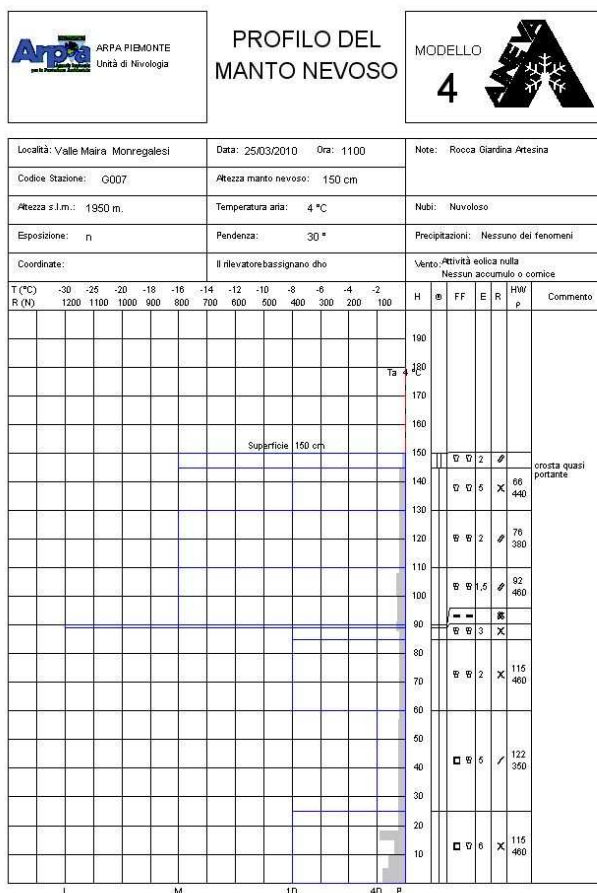 Arpa
ARPA PIEMONTE
Unità di Nivologia
PROFILO DEL
MANTO NEVOSO
MODELLO
4
AINEVA
Località: Valle Maira Monregalesi
Data: 25/03/2010 Ora: 1100
Note: Rocca Giardina Artesina
Codice Stazione: G007
Altezza manto nevoso: 150 cm
Altezza s.l.m.: 1950 m.
Temperatura aria: 4 °C
Nubi: Nuvoloso
Esposizione: n
Pendenza: 30 °
Precipitazioni: Nessuno dei fenomeni
Coordinate:
Il rilevatore bassignano dho
Vento: Attività eolica nulla
Nessun accumulo o cornice
T (°C) -30 -25 -20 -18 -16 -14 -12 -10 -8 -6 -4 -2
R (N) 1200 1100 1000 900 800 700 600 500 400 300 200 100
H FF E R HW ρ Commento
190
180
Ta 4 °C
170
160
Superficie 150 cm
150
2
crosta quasi
portante
140
5
66
440
130
120
2
76
380
110
100
1,5
92
460
90
3
80
70
2
115
460
60
50
40
5
122
350
30
20
10
6
115
460
I M 1D 4D P